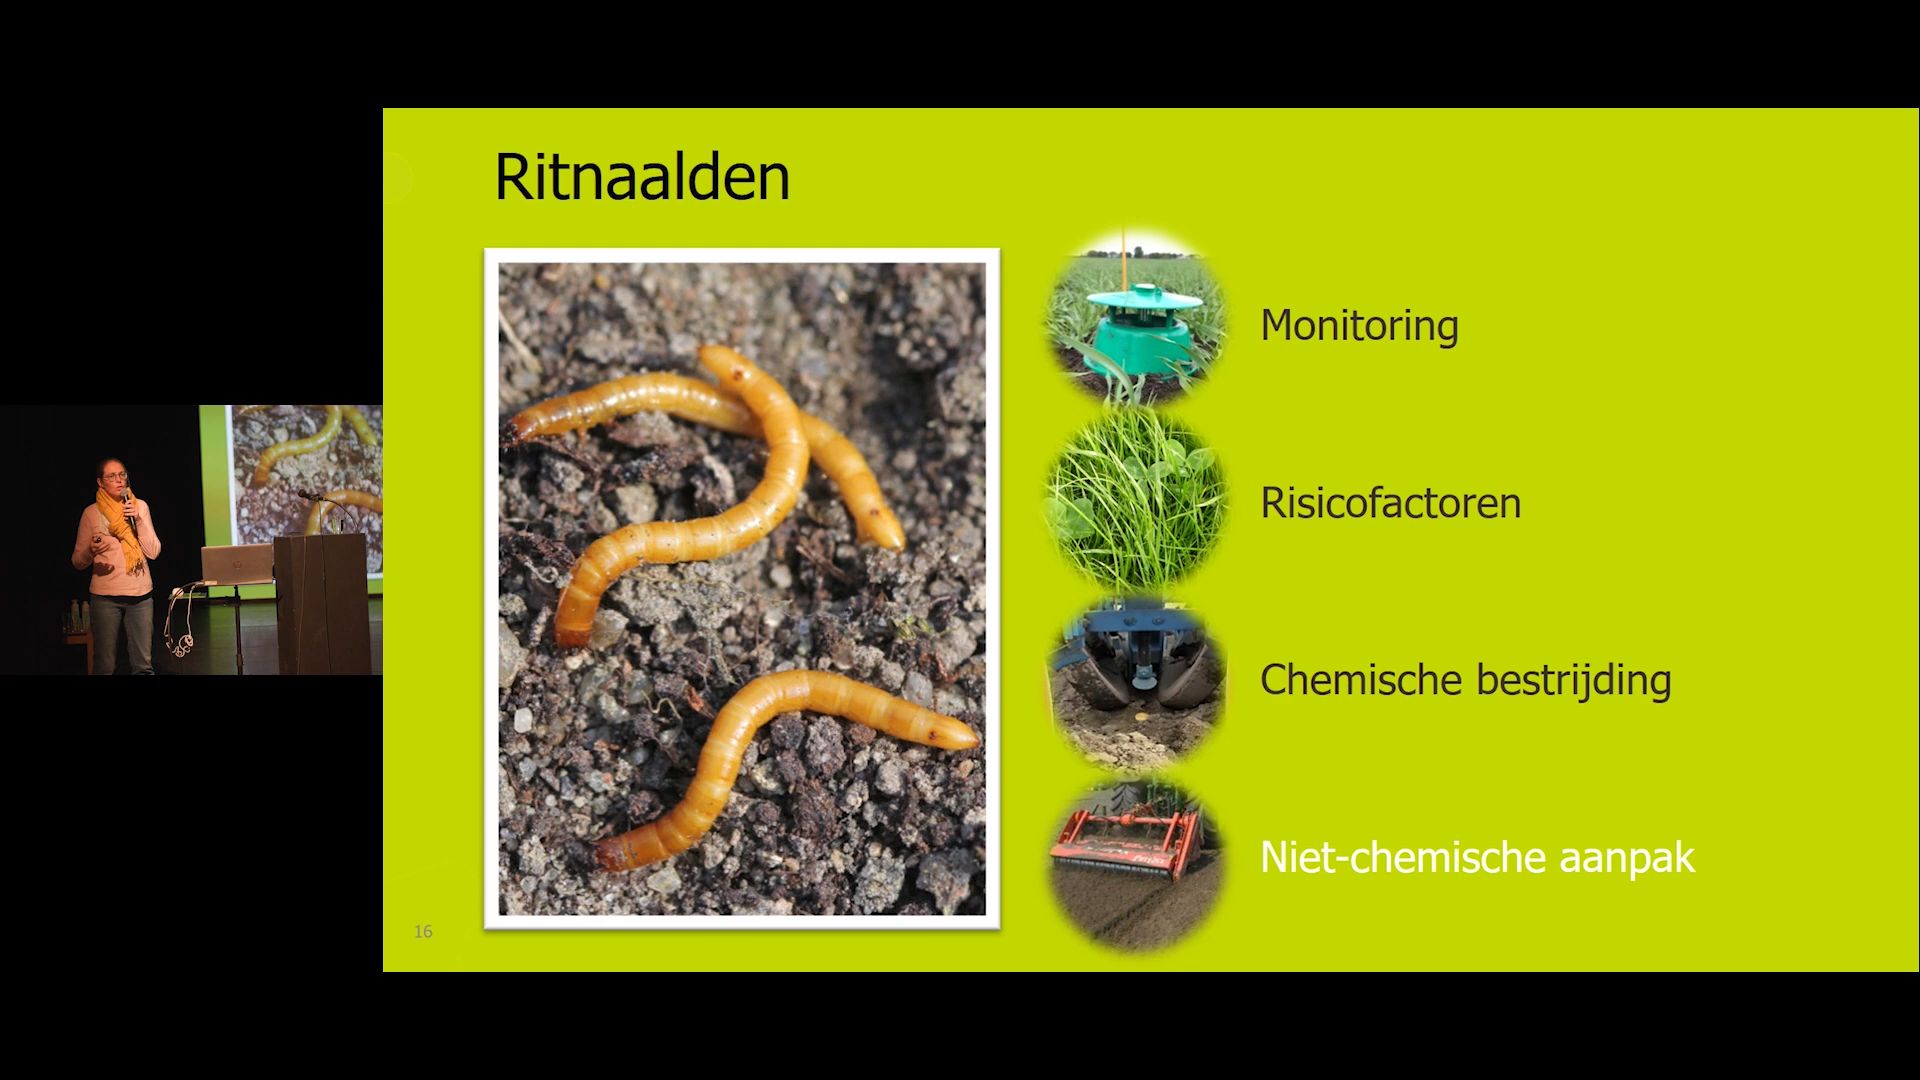 Ritnaalden
Monitoring
Risicofactoren
Chemische bestrijding
Niet-chemische aanpak
16